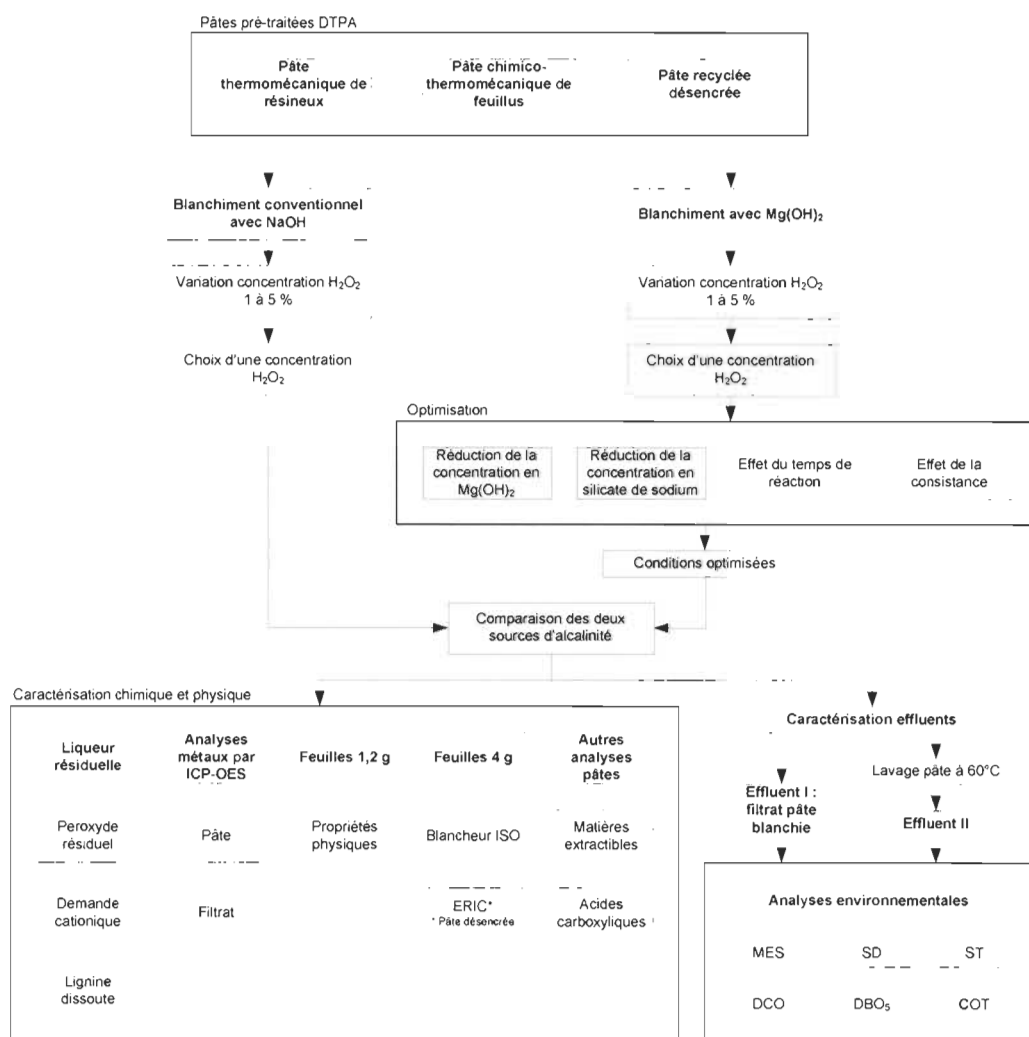 Pâtes pré-traitées DTPA
Pâte
thermomécanique de
résineux
Pâte chimico-
thermomécanique de
feuillus
Pâte recyclée
désencrée
Blanchiment conventionnel
avec NaOH
Variation concentration H₂O₂
1 à 5 %
Choix d'une concentration
H₂O₂
Blanchiment avec Mg(OH)₂
Variation concentration H₂O₂
1 à 5 %
Choix d'une concentration
H₂O₂
Optimisation
Réduction de la
concentration en
Mg(OH)₂
Réduction de la
concentration en
silicate de sodium
Effet du temps de
réaction
Effet de la
consistance
Conditions optimisées
Comparaison des deux
sources d'alcalinité
Caractérisation chimique et physique
Liqueur
résiduelle
Peroxyde
résiduel
Demande
cationique
Lignine
dissoute
Analyses
métaux par
ICP-OES
Pâte
Filtrat
Feuilles 1,2 g
Propriétés
physiques
Feuilles 4 g
Blancheur ISO
ERIC*
* Pâte désencrée
Autres
analyses
pâtes
Matières
extractibles
Acides
carboxyliques
Caractérisation effluents
Effluent I :
filtrat pâte
blanchie
Lavage pâte à 60°C
Effluent II
Analyses environnementales
MES SD ST
DCO DBO₅ COT